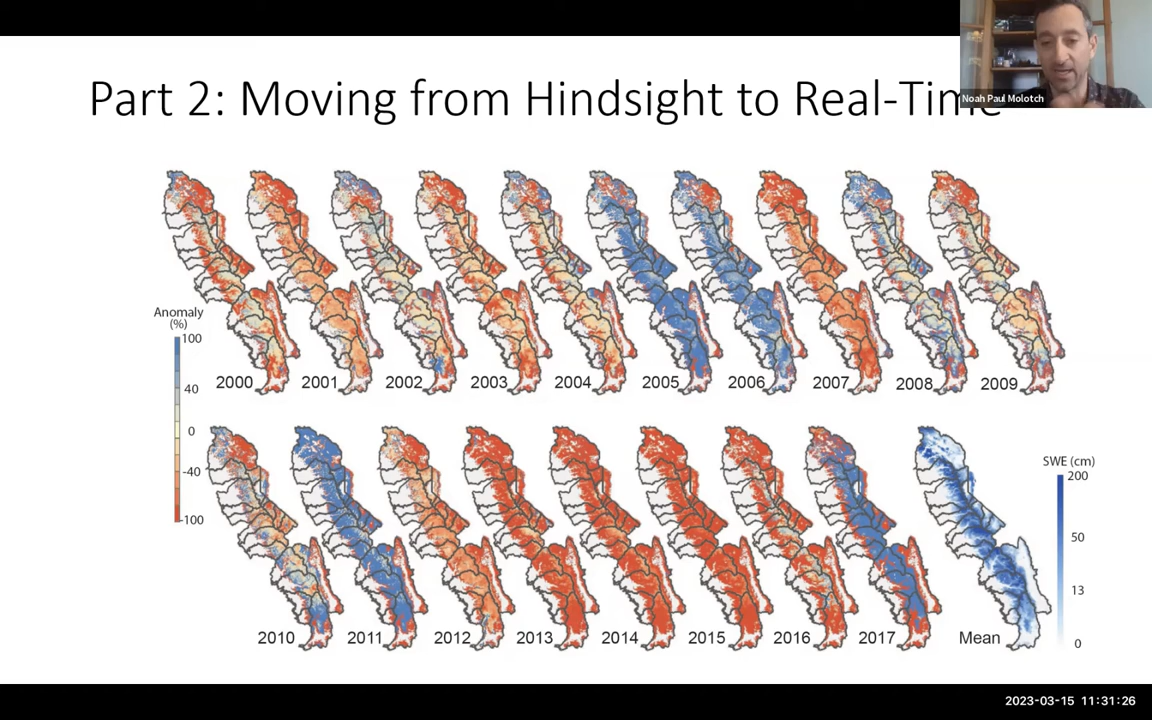 Noah Paul Molotch
Part 2: Moving from Hindsight to Real-Time
Anomaly
(%)
100
40
0
-40
-100
2000 2001 2002 2003 2004 2005 2006 2007 2008 2009
SWE (cm)
200
50
13
0
2010 2011 2012 2013 2014 2015 2016 2017 Mean
2023-03-15 11:31:26